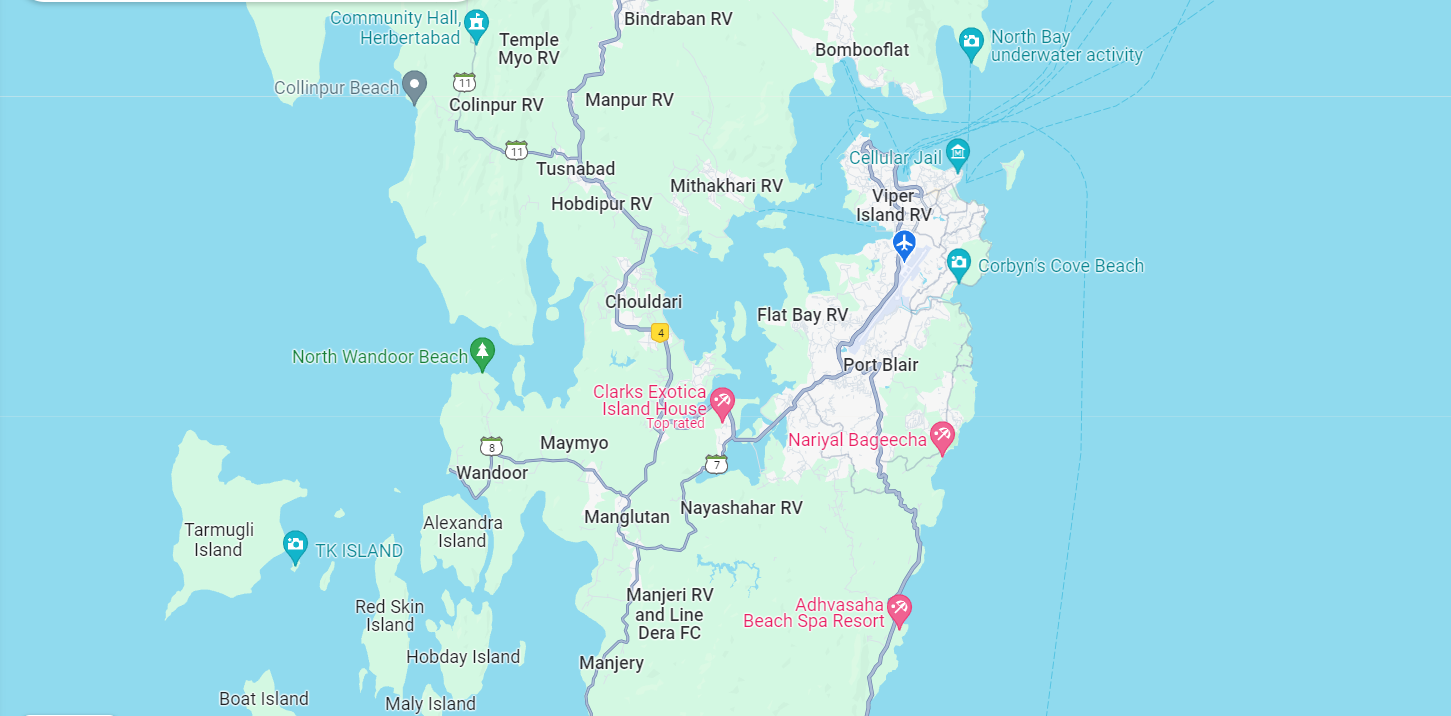 Community Hall,
Herbertabad
Bindraban RV
Temple
Myo RV
Bombooflat
North Bay
underwater activity
Collinpur Beach
11
Colinpur RV
Manpur RV
11
Tusnabad
Cellular Jail
Mithakhari RV
Hobdipur RV
Viper
Island RV
Corbyn's Cove Beach
Chouldari
Flat Bay RV
4
North Wandoor Beach
Port Blair
Clarks Exotica
Island House
Top rated
8
Maymyo
Nariyal Bageecha
Wandoor
7
Nayashahar RV
Manglutan
Alexandra
Island
Tarmugli
Island
TK ISLAND
Red Skin
Island
Manjeri RV
and Line
Dera FC
Adhvasaha
Beach Spa Resort
Hobday Island
Manjery
Boat Island
Maly Island